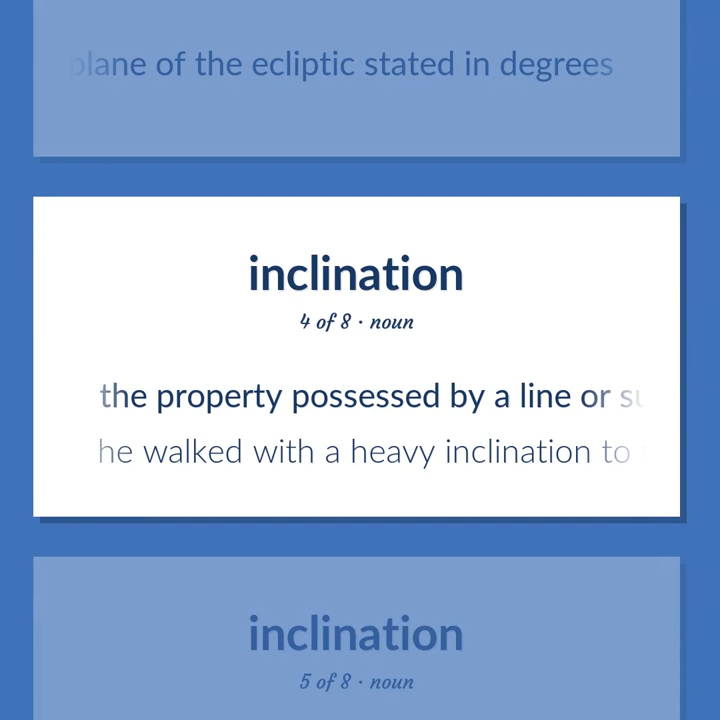 plane of the ecliptic stated in degrees
inclination
4 of 8 · noun
the property possessed by a line or
he walked with a heavy inclination to
inclination
5 of 8 · noun